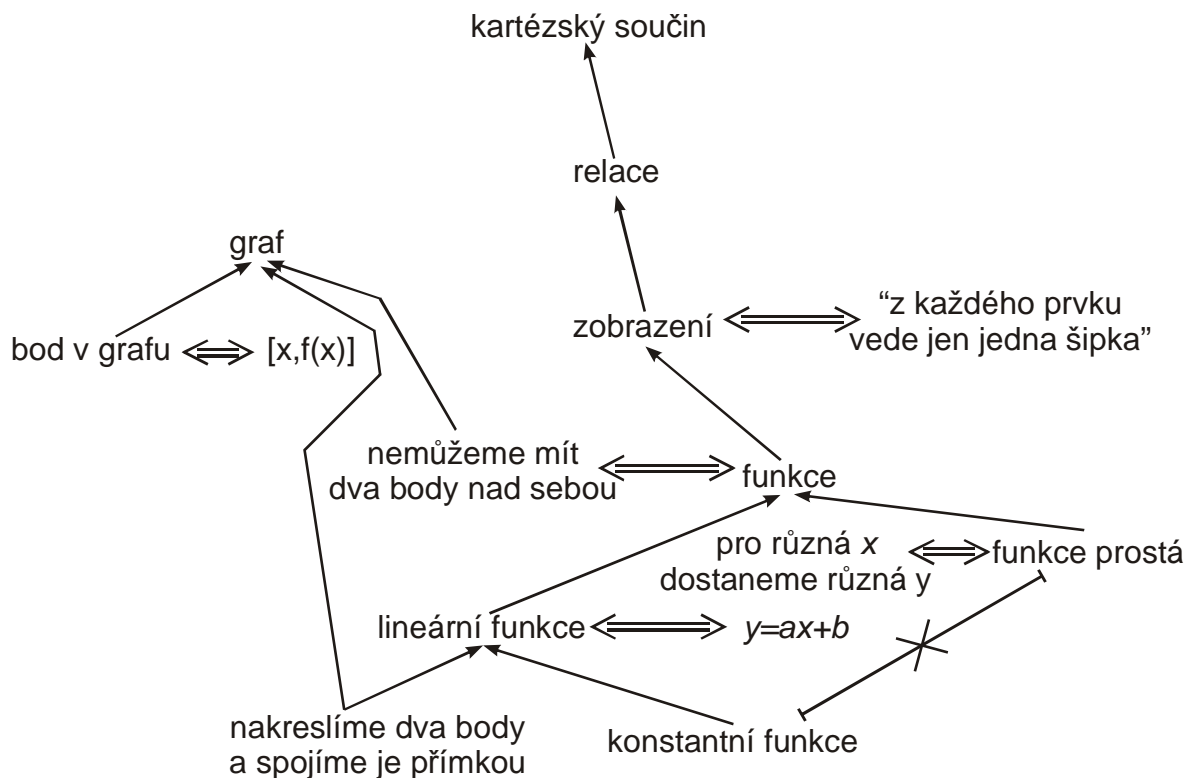 kartézský součin
relace
graf
zobrazení
“z každého prvku
vede jen jedna šipka”
bod v grafu
[x,f(x)]
nemůžeme mít
dva body nad sebou
funkce
pro různá x
dostaneme různá y
funkce prostá
lineární funkce
y=ax+b
nakreslíme dva body
a spojíme je přímkou
konstantní funkce